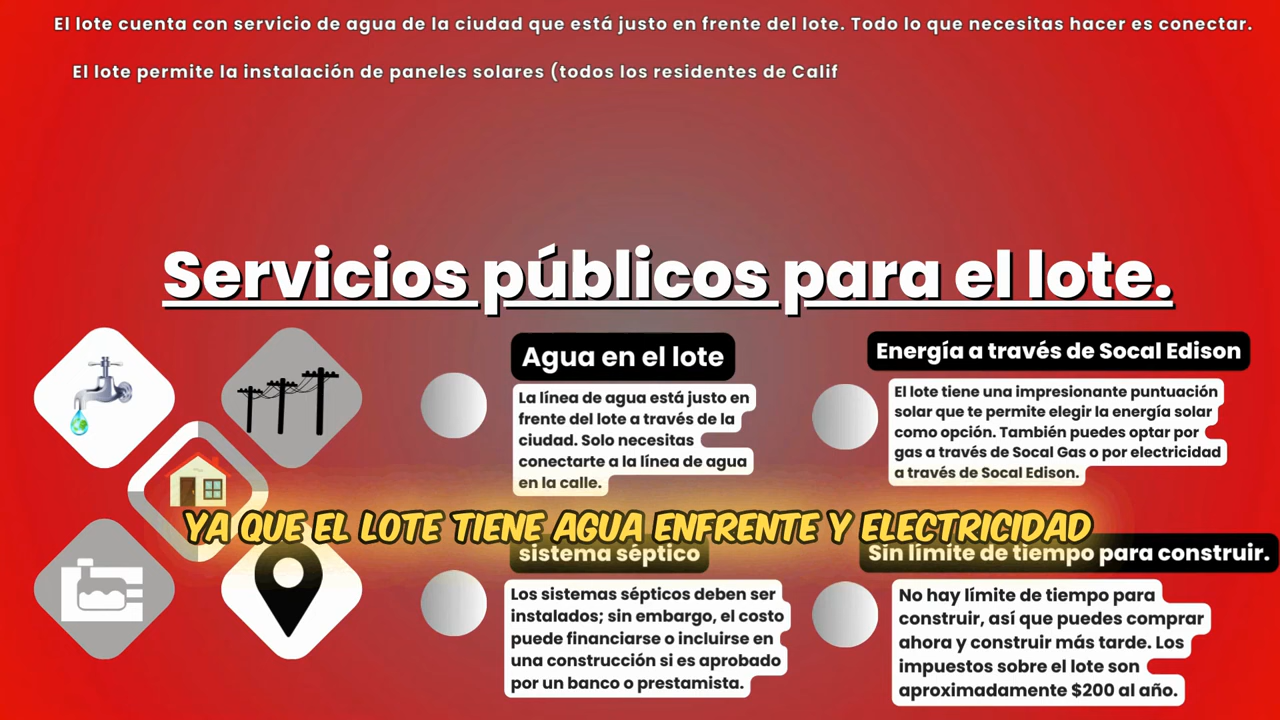 El lote cuenta con servicio de agua de la ciudad que está justo en frente del lote. Todo lo que necesitas hacer es conectar.
El lote permite la instalación de paneles solares (todos los residentes de Calif
Servicios públicos para el lote.
Agua en el lote
La línea de agua está justo en
frente del lote a través de la
ciudad. Solo necesitas
conectarte a la línea de agua
en la calle.
Energía a través de Socal Edison
El lote tiene una impresionante puntuación
solar que te permite elegir la energía solar
como opción. También puedes optar por
gas a través de Socal Gas o por electricidad
a través de Socal Edison.
YA QUE EL LOTE TIENE AGUA ENFRENTE Y ELECTRICIDAD
sistema séptico
Los sistemas sépticos deben ser
instalados; sin embargo, el costo
puede financiarse o incluirse en
una construcción si es aprobado
por un banco o prestamista.
Sin límite de tiempo para construir.
No hay límite de tiempo para
construir, así que puedes comprar
ahora y construir más tarde. Los
impuestos sobre el lote son
aproximadamente $200 al año.